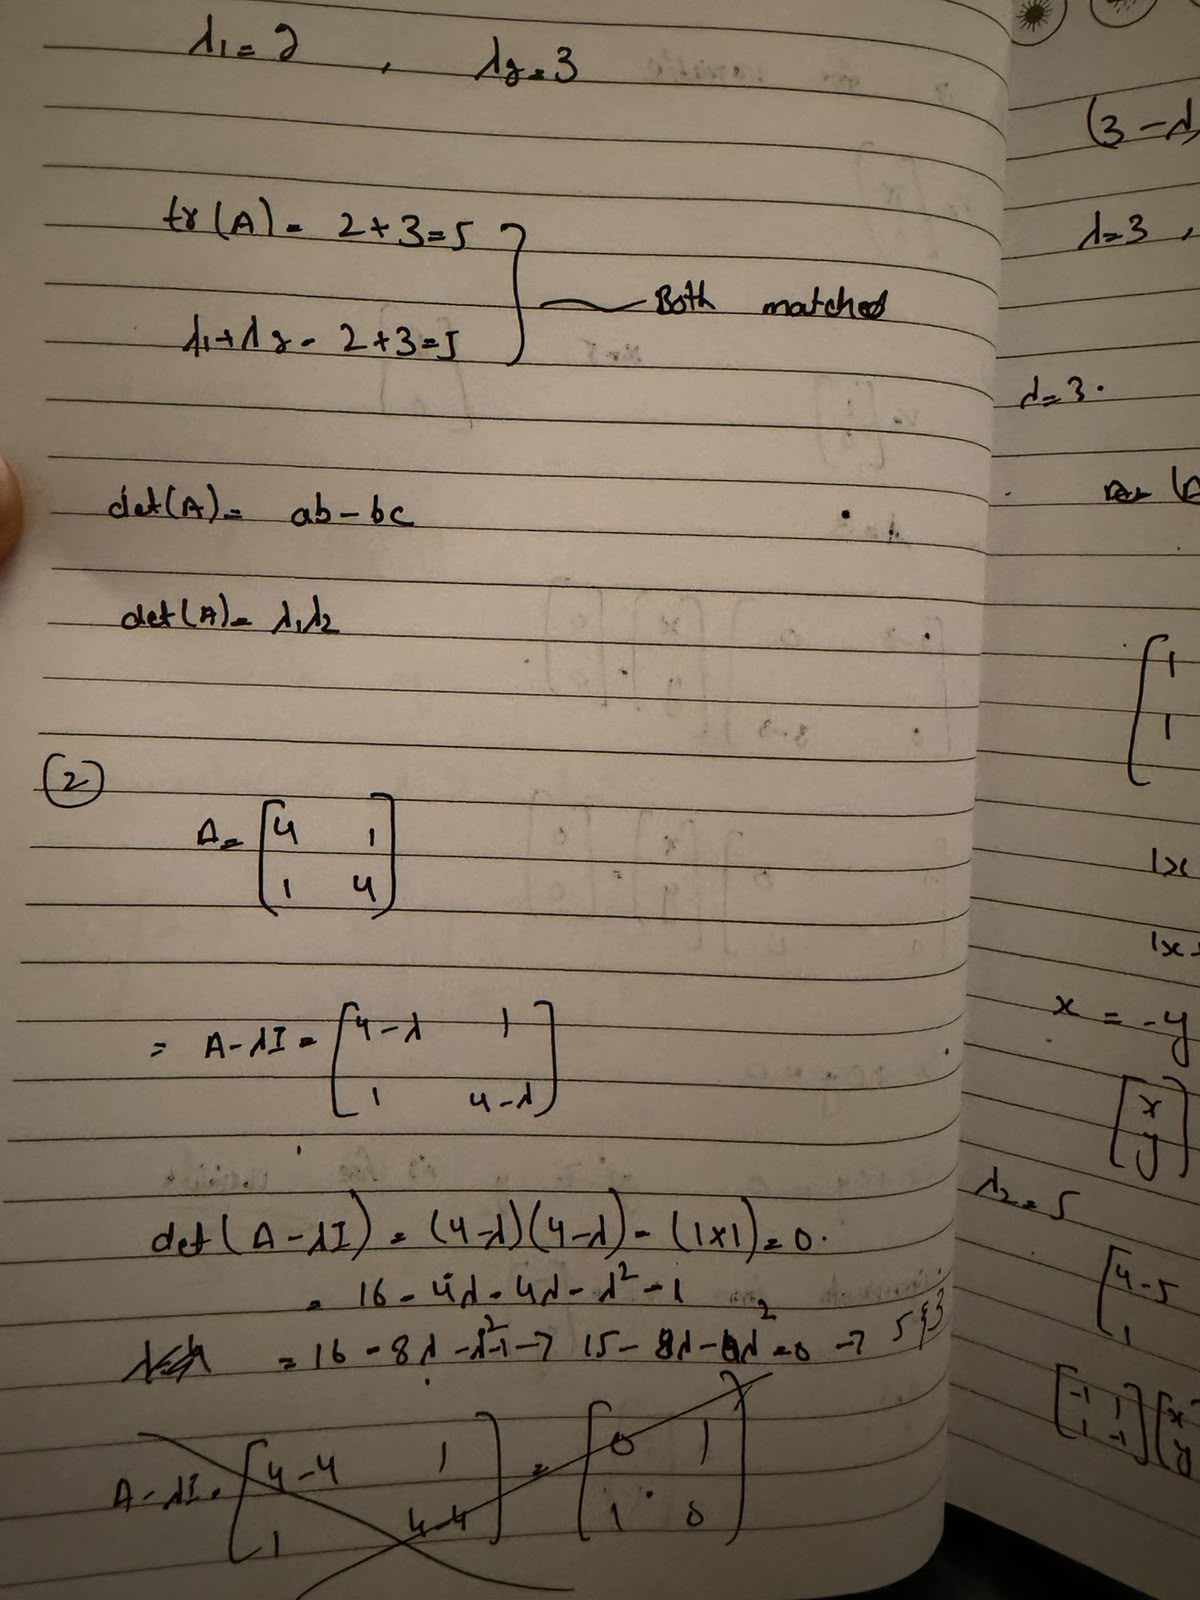 λ1 = 2 , λ2 = 3
tr(A) = 2+3=5
λ1+λ2 = 2+3=5
Both matched
det(A) = ab-bc
det(A) = λ1λ2
(2)
A = [4 1
1 4]
= A-λI = [4-λ 1
1 4-λ]
det(A-λI) = (4-λ)(4-λ) - (1×1) = 0.
= 16 - 4λ - 4λ - λ² - 1
= 16 - 8λ - λ²-1 → 15 - 8λ - λ² = 0 → 5 & 3
A-λI = [4-4 1
1 4-4] = [0 1
1 0]
(3-λ
λ=3 ,
λ=3.
[1
1
1x
1x
x = -y
[x
y]
λ2 = 5
[4-5
1
[-1 1
1 -1] [x
y